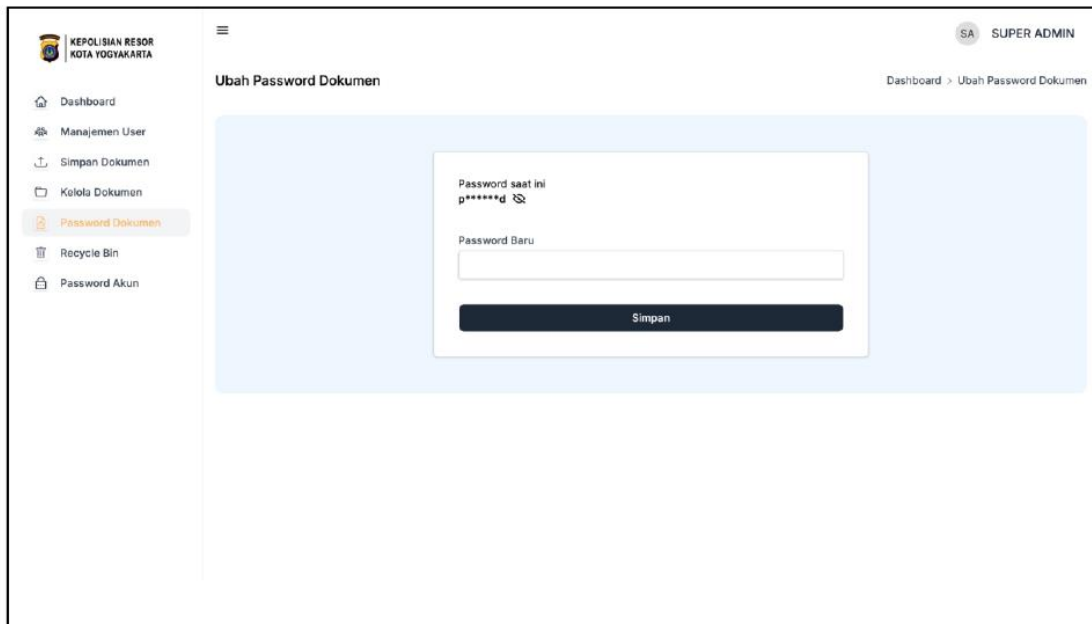 KEPOLISIAN RESOR
KOTA YOGYAKARTA
SA SUPER ADMIN
Ubah Password Dokumen
Dashboard > Ubah Password Dokumen
Dashboard
Manajemen User
Simpan Dokumen
Kelola Dokumen
Password Dokumen
Recycle Bin
Password Akun
Password saat ini
p******d
Password Baru
Simpan